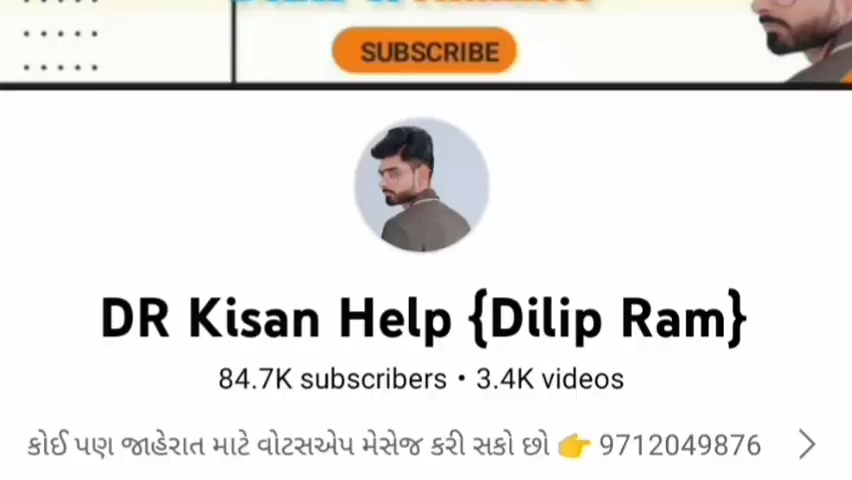 SUBSCRIBE
DR Kisan Help {Dilip Ram}
84.7K subscribers • 3.4K videos
કોઈ પણ જાહેરાત માટે વોટસએપ મેસેજ કરી સકો છો 👉 9712049876